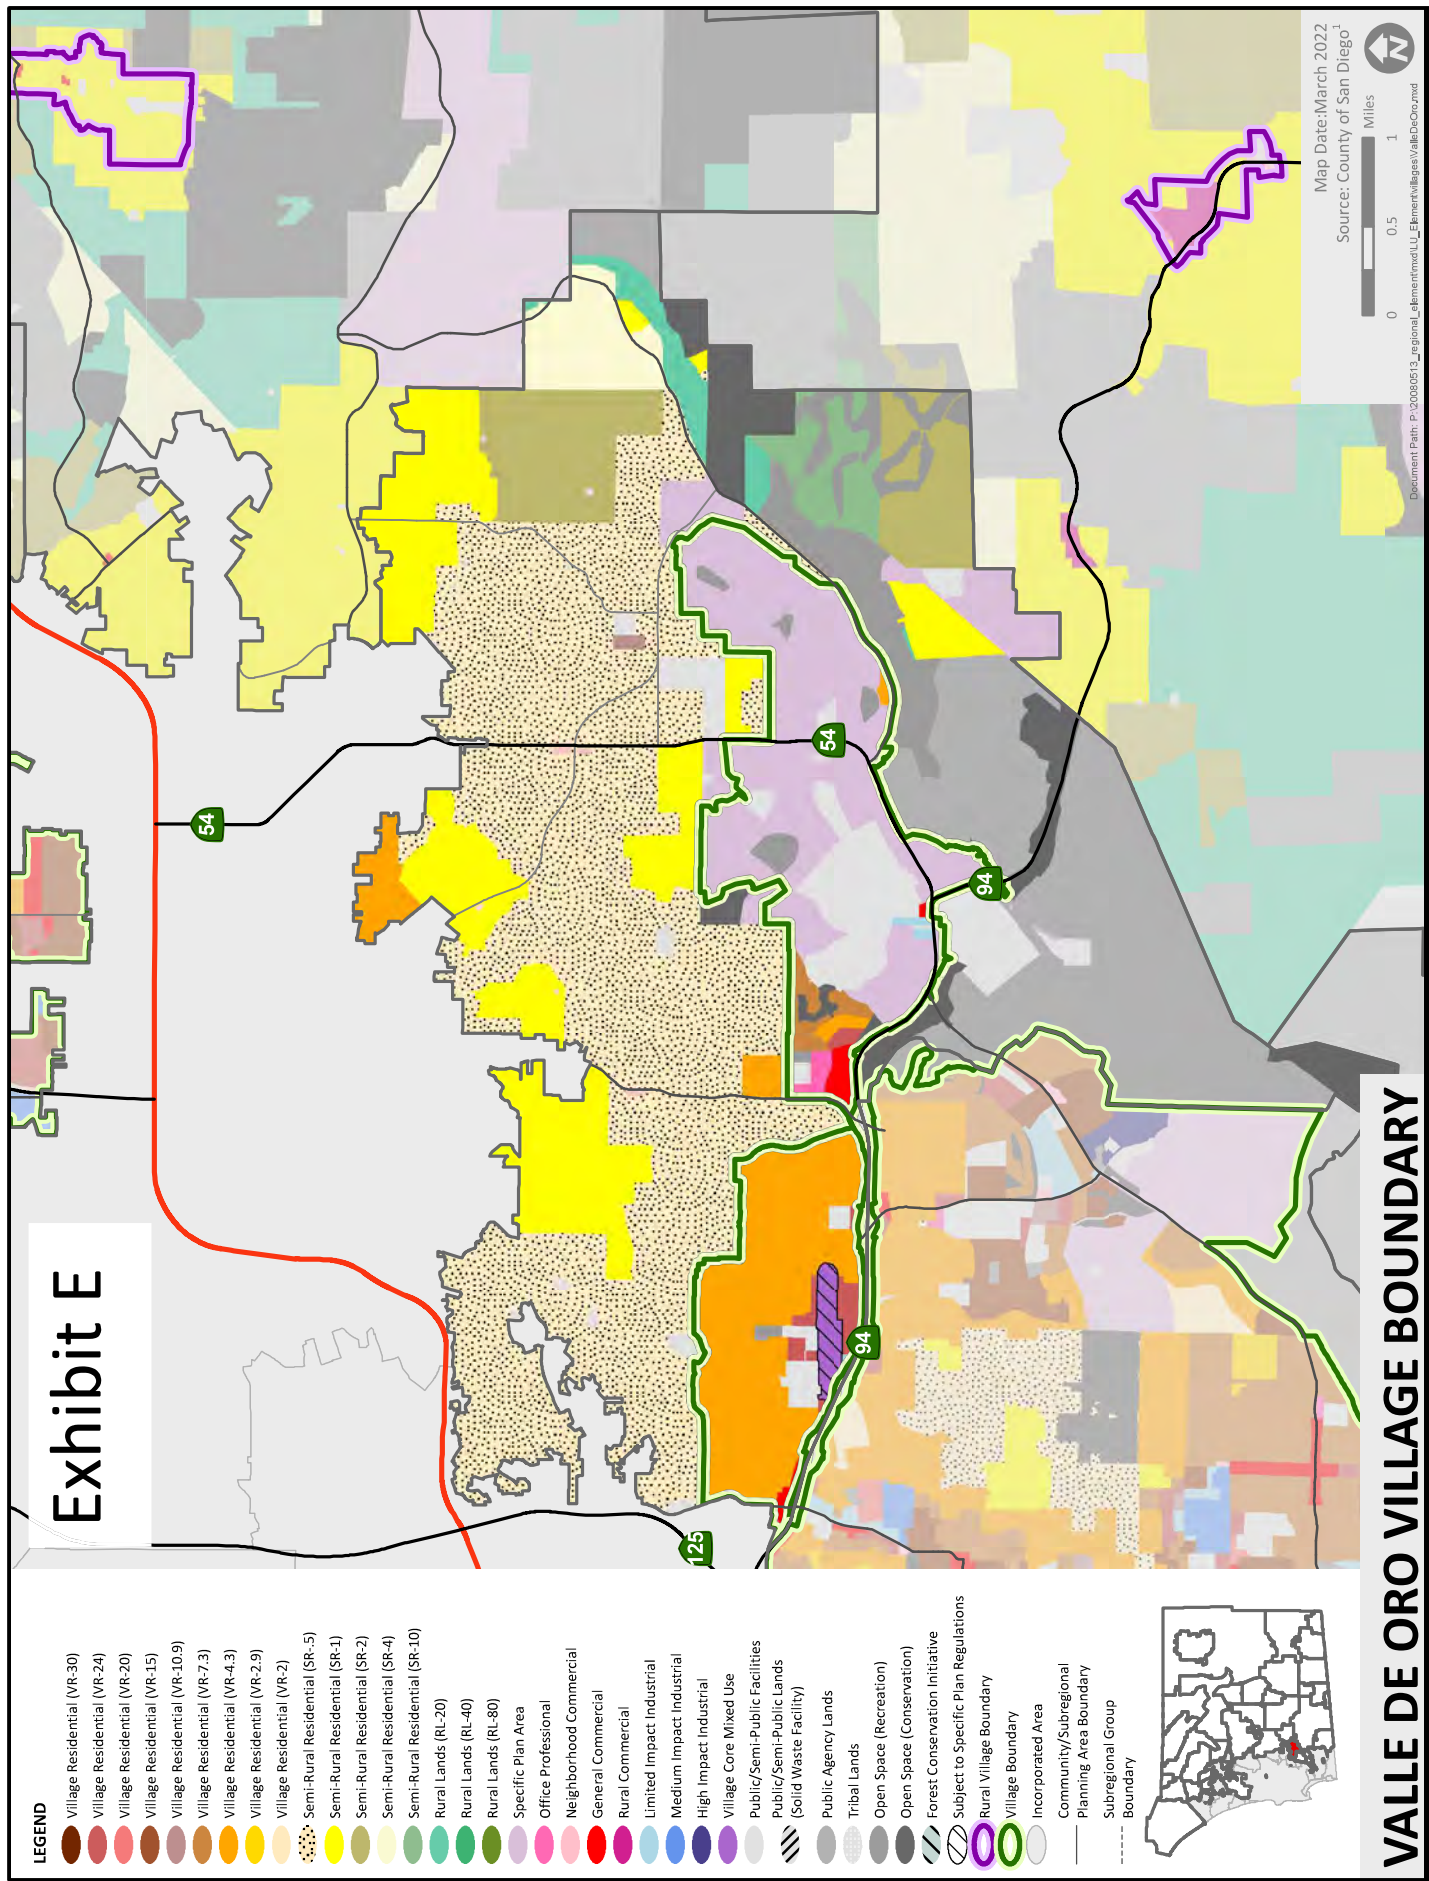 Exhibit E
54
54
94
94
125
Map Date:March 2022
Source: County of San Diego1
N
Miles
0
0.5
1
Document Path: P:\20080513_regional_element\mxd\LU_Element\villages\ValleDeOro.mxd
LEGEND
Village Residential (VR-30)
Village Residential (VR-24)
Village Residential (VR-20)
Village Residential (VR-15)
Village Residential (VR-10.9)
Village Residential (VR-7.3)
Village Residential (VR-4.3)
Village Residential (VR-2.9)
Village Residential (VR-2)
Semi-Rural Residential (SR-.5)
Semi-Rural Residential (SR-1)
Semi-Rural Residential (SR-2)
Semi-Rural Residential (SR-4)
Semi-Rural Residential (SR-10)
Rural Lands (RL-20)
Rural Lands (RL-40)
Rural Lands (RL-80)
Specific Plan Area
Office Professional
Neighborhood Commercial
General Commercial
Rural Commercial
Limited Impact Industrial
Medium Impact Industrial
High Impact Industrial
Village Core Mixed Use
Public/Semi-Public Facilities
Public/Semi-Public Lands
(Solid Waste Facility)
Public Agency Lands
Tribal Lands
Open Space (Recreation)
Open Space (Conservation)
Forest Conservation Initiative
Subject to Specific Plan Regulations
Rural Village Boundary
Village Boundary
Incorporated Area
Community/Subregional
Planning Area Boundary
Subregional Group
Boundary
VALLE DE ORO VILLAGE BOUNDARY